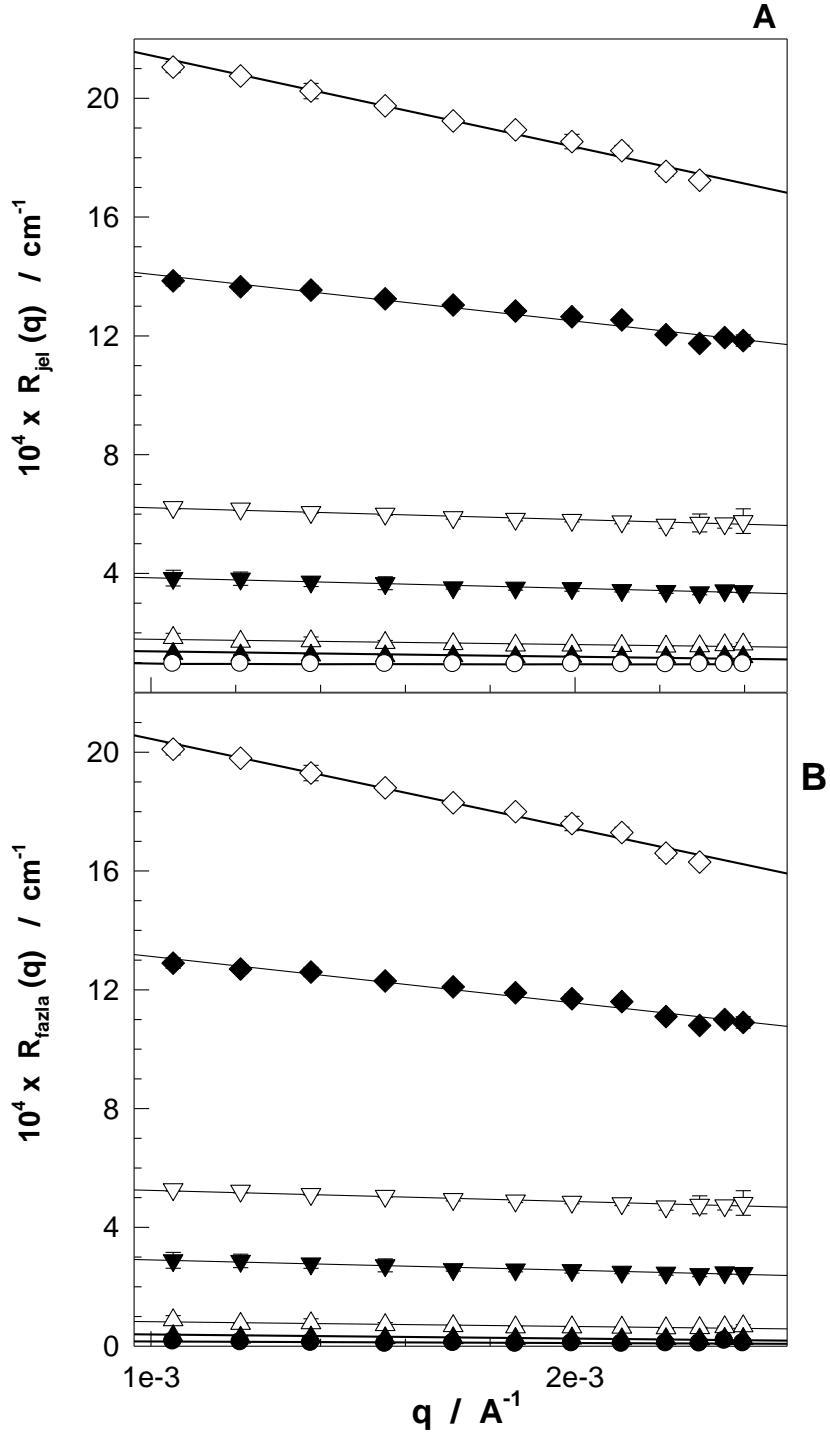 A
20
16
12
8
4
10⁴ x R_jel (q) / cm⁻¹
B
20
16
12
8
4
0
10⁴ x R_fazla (q) / cm⁻¹
1e-3 2e-3
q / A⁻¹